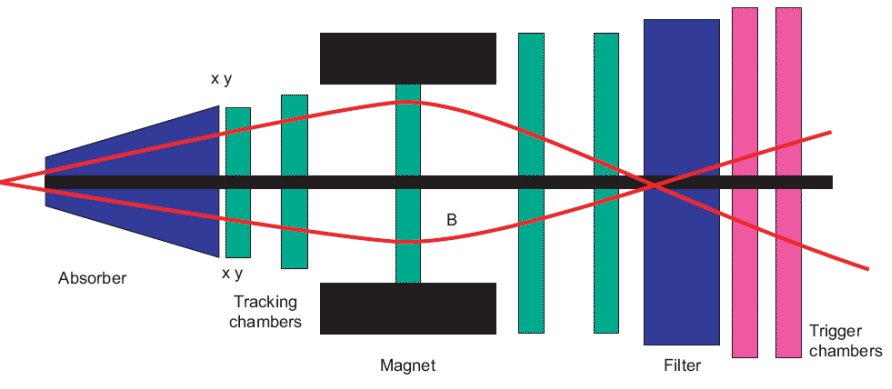 x y
B
Absorber
x y
Tracking
chambers
Magnet
Filter
Trigger
chambers